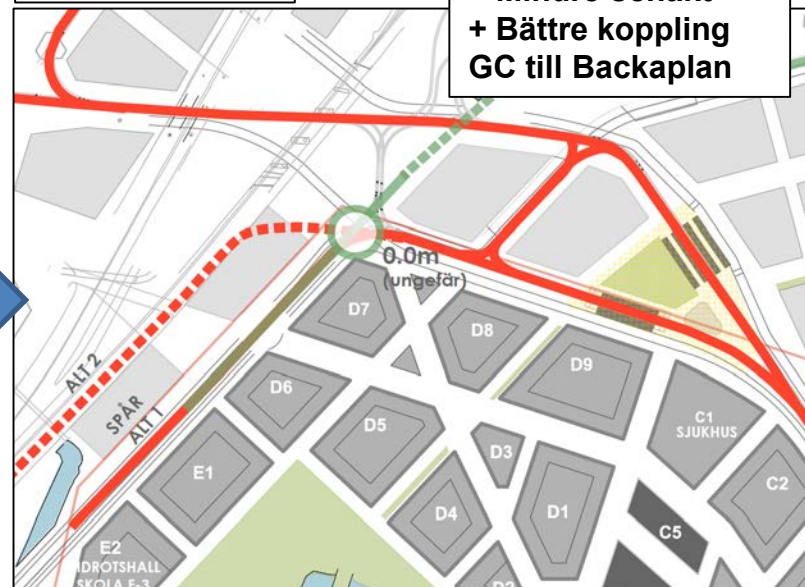 + Bättre koppling
GC till Backaplan
0.0m
(ungefär)
D7
D8
D9
ALT 2
SPÅR
ALT 1
D6
D5
C1
SJUKHUS
D3
E1
D4
D1
C2
C5
E2
IDROTSHALL
SKOLA F-3
D2